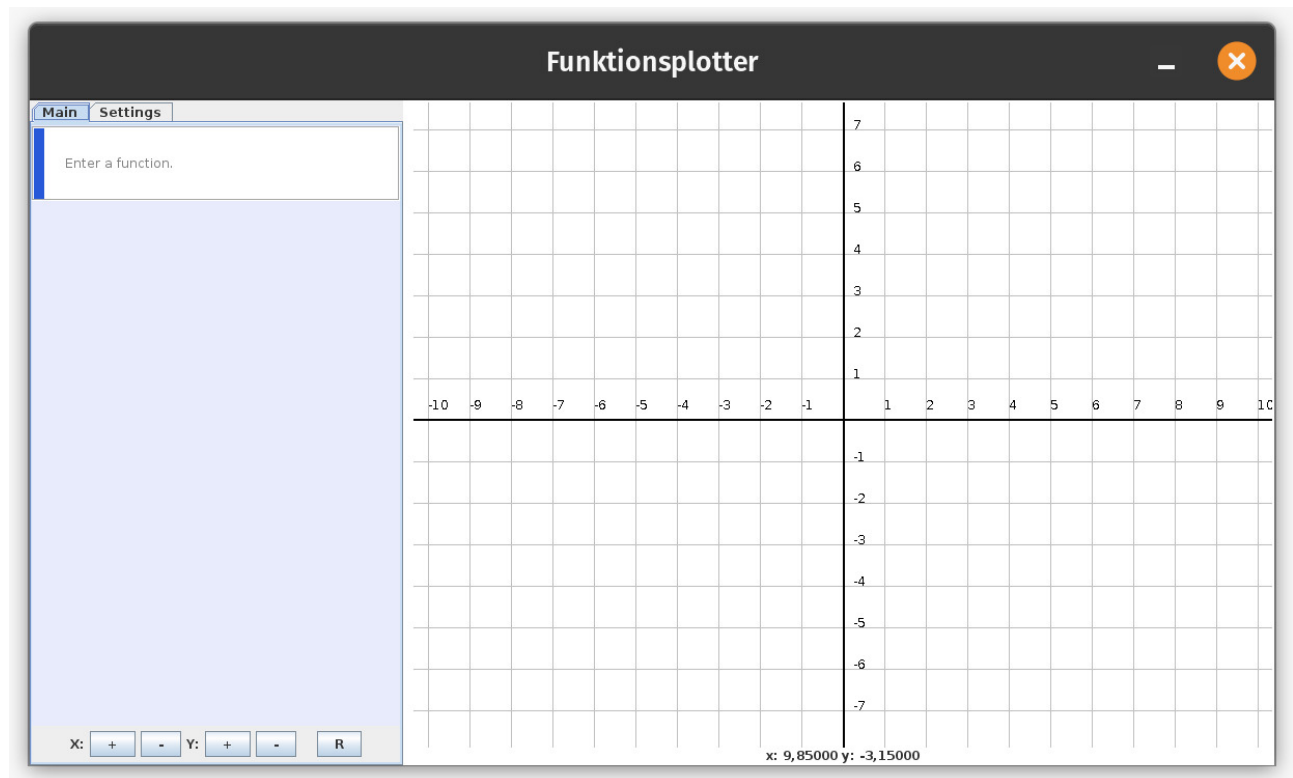 Funktionsplotter
Main Settings
Enter a function.
7
6
5
4
3
2
1
-10 -9 -8 -7 -6 -5 -4 -3 -2 -1 1 2 3 4 5 6 7 8 9 10
-1
-2
-3
-4
-5
-6
-7
X: + - Y: + - R
x: 9,85000 y: -3,15000